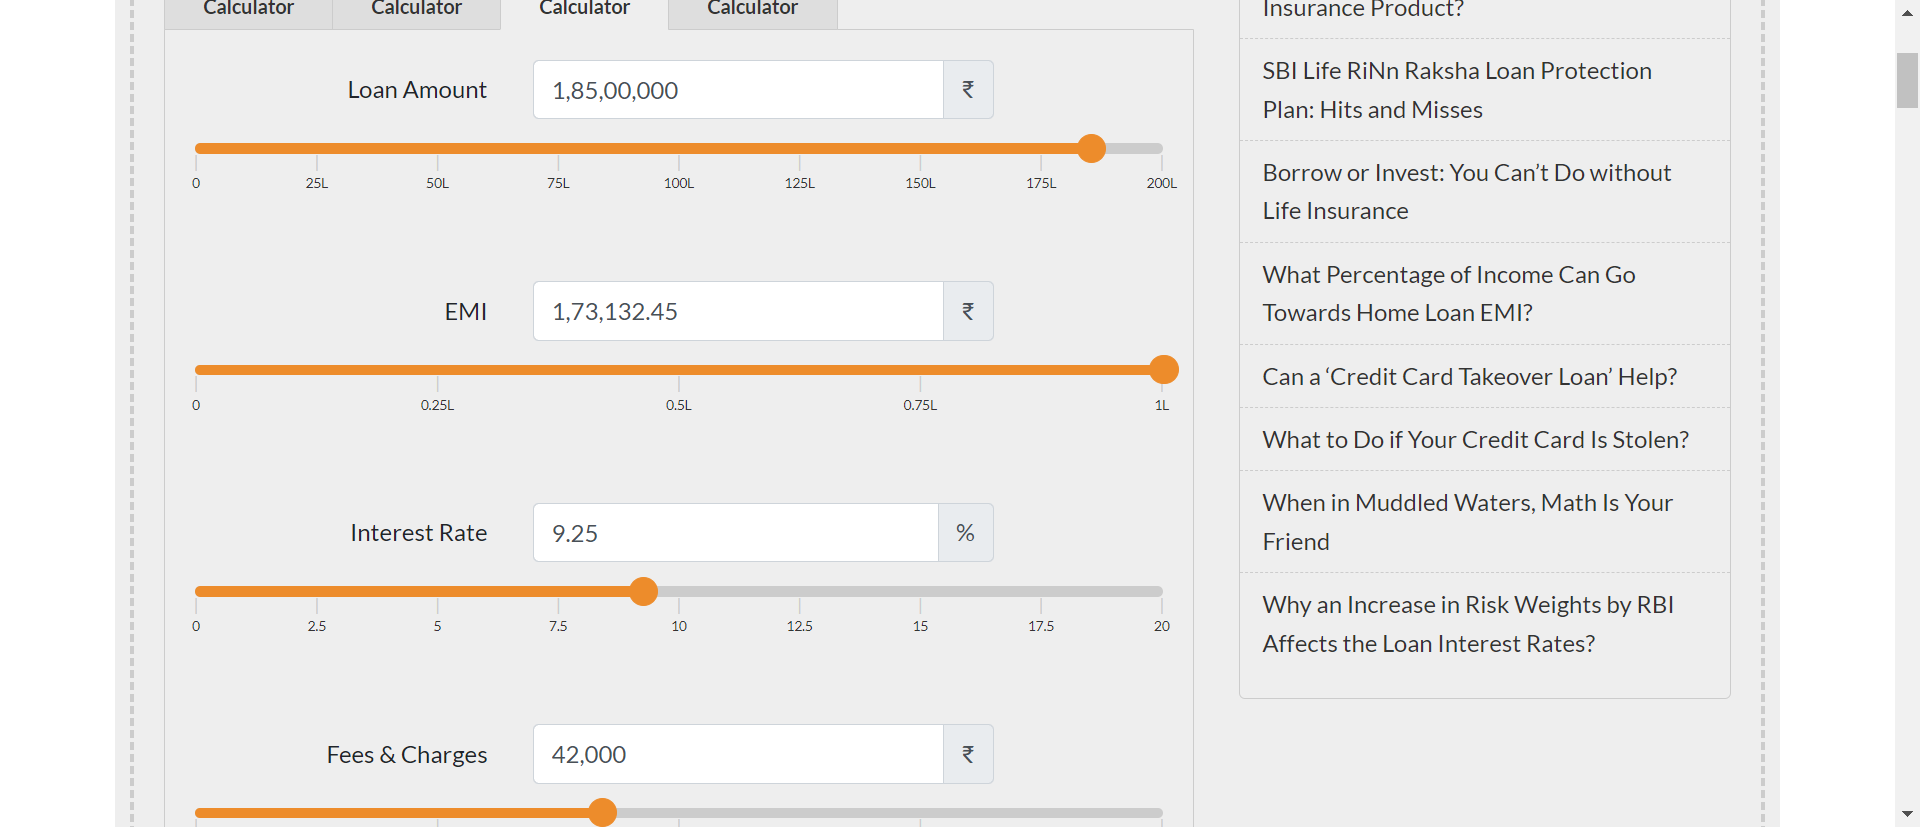 Calculator
Calculator
Calculator
Calculator
Loan Amount
1,85,00,000
₹
0
25L
50L
75L
100L
125L
150L
175L
200L
EMI
1,73,132.45
₹
0
0.25L
0.5L
0.75L
1L
Interest Rate
9.25
%
0
2.5
5
7.5
10
12.5
15
17.5
20
Fees & Charges
42,000
₹
Insurance Product?
SBI Life RiNn Raksha Loan Protection
Plan: Hits and Misses
Borrow or Invest: You Can’t Do without
Life Insurance
What Percentage of Income Can Go
Towards Home Loan EMI?
Can a ‘Credit Card Takeover Loan’ Help?
What to Do if Your Credit Card Is Stolen?
When in Muddled Waters, Math Is Your
Friend
Why an Increase in Risk Weights by RBI
Affects the Loan Interest Rates?